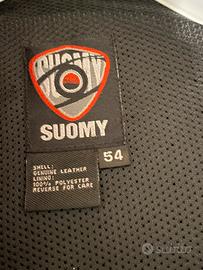 SUOMY
SUOMY
54
SHELL:
GENUINE LEATHER
LINING:
100% POLYESTER
REVERSE FOR CARE
SUBITO